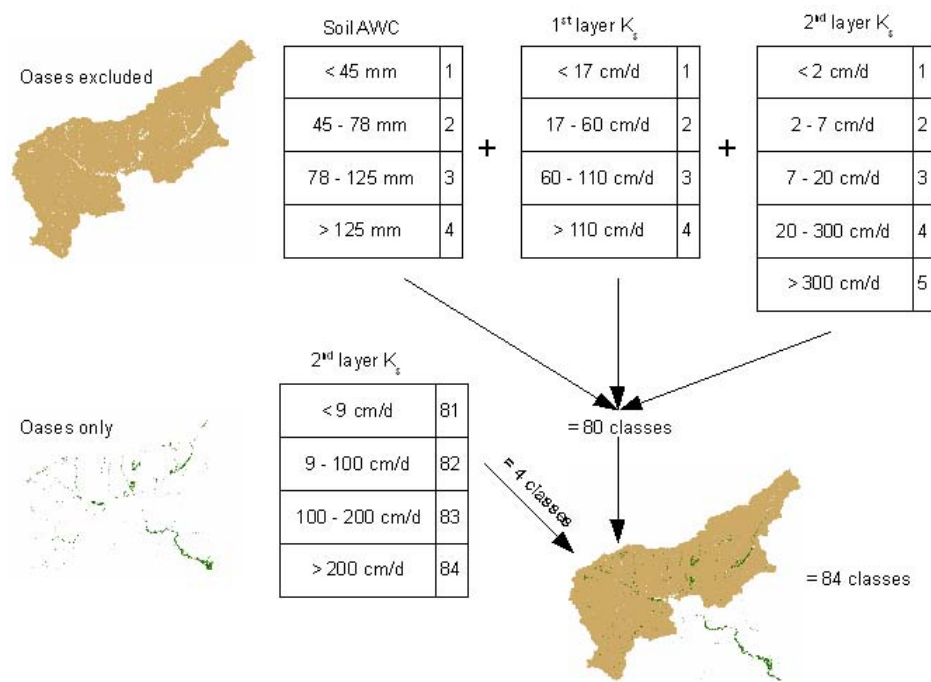 Soil AWC
1st layer Ks
2nd layer Ks
Oases excluded
< 45 mm 1
45 - 78 mm 2
78 - 125 mm 3
> 125 mm 4
+
< 17 cm/d 1
17 - 60 cm/d 2
60 - 110 cm/d 3
> 110 cm/d 4
+
< 2 cm/d 1
2 - 7 cm/d 2
7 - 20 cm/d 3
20 - 300 cm/d 4
> 300 cm/d 5
2nd layer Ks
Oases only
< 9 cm/d 81
9 - 100 cm/d 82
100 - 200 cm/d 83
> 200 cm/d 84
= 80 classes
= 4 classes
= 84 classes